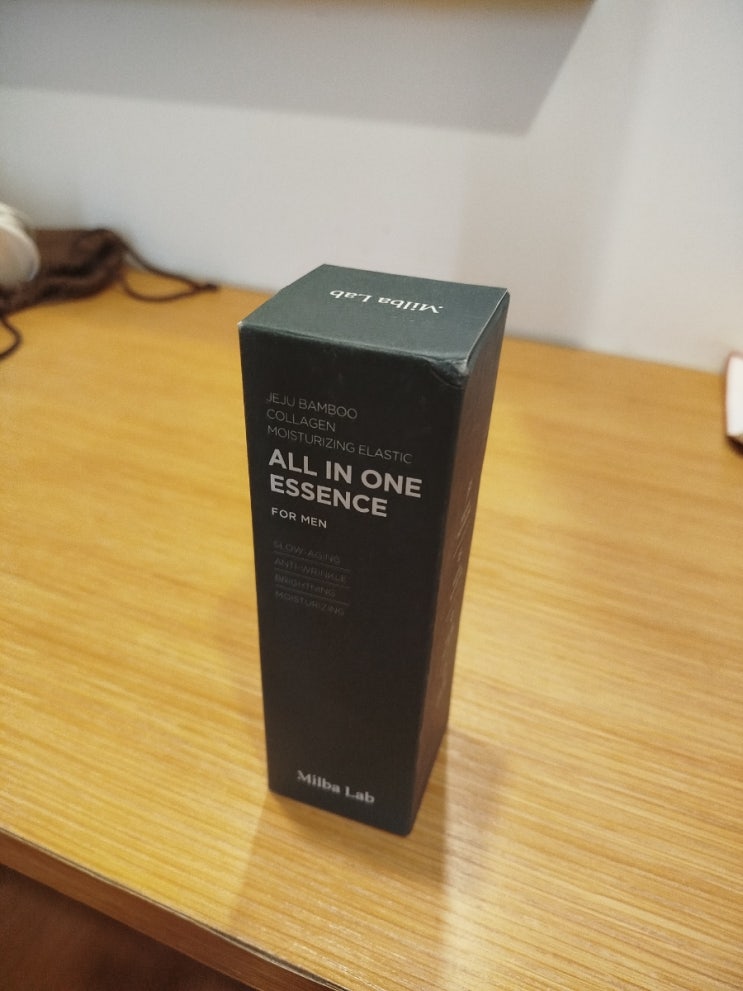 Milba Lab
JEJU BAMBOO
COLLAGEN
MOISTURIZING ELASTIC
ALL IN ONE
ESSENCE
FOR MEN
SLOW-AGING
ANTI-WRINKLE
BRIGHTNING
MOISTURIZING
Milba Lab